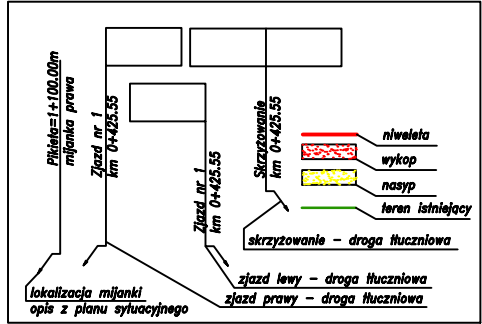 Pikieta=1+100.00m
mijanka prawa
Zjazd nr 1
km 0+425.55
Zjazd nr 1
km 0+425.55
Skrzyżowanie
km 0+425.55
niweleta
wykop
nasyp
teren istniejący
skrzyżowanie – droga tłuczniowa
zjazd lewy – droga tłuczniowa
zjazd prawy – droga tłuczniowa
lokalizacja mijanki
opis z planu sytuacyjnego